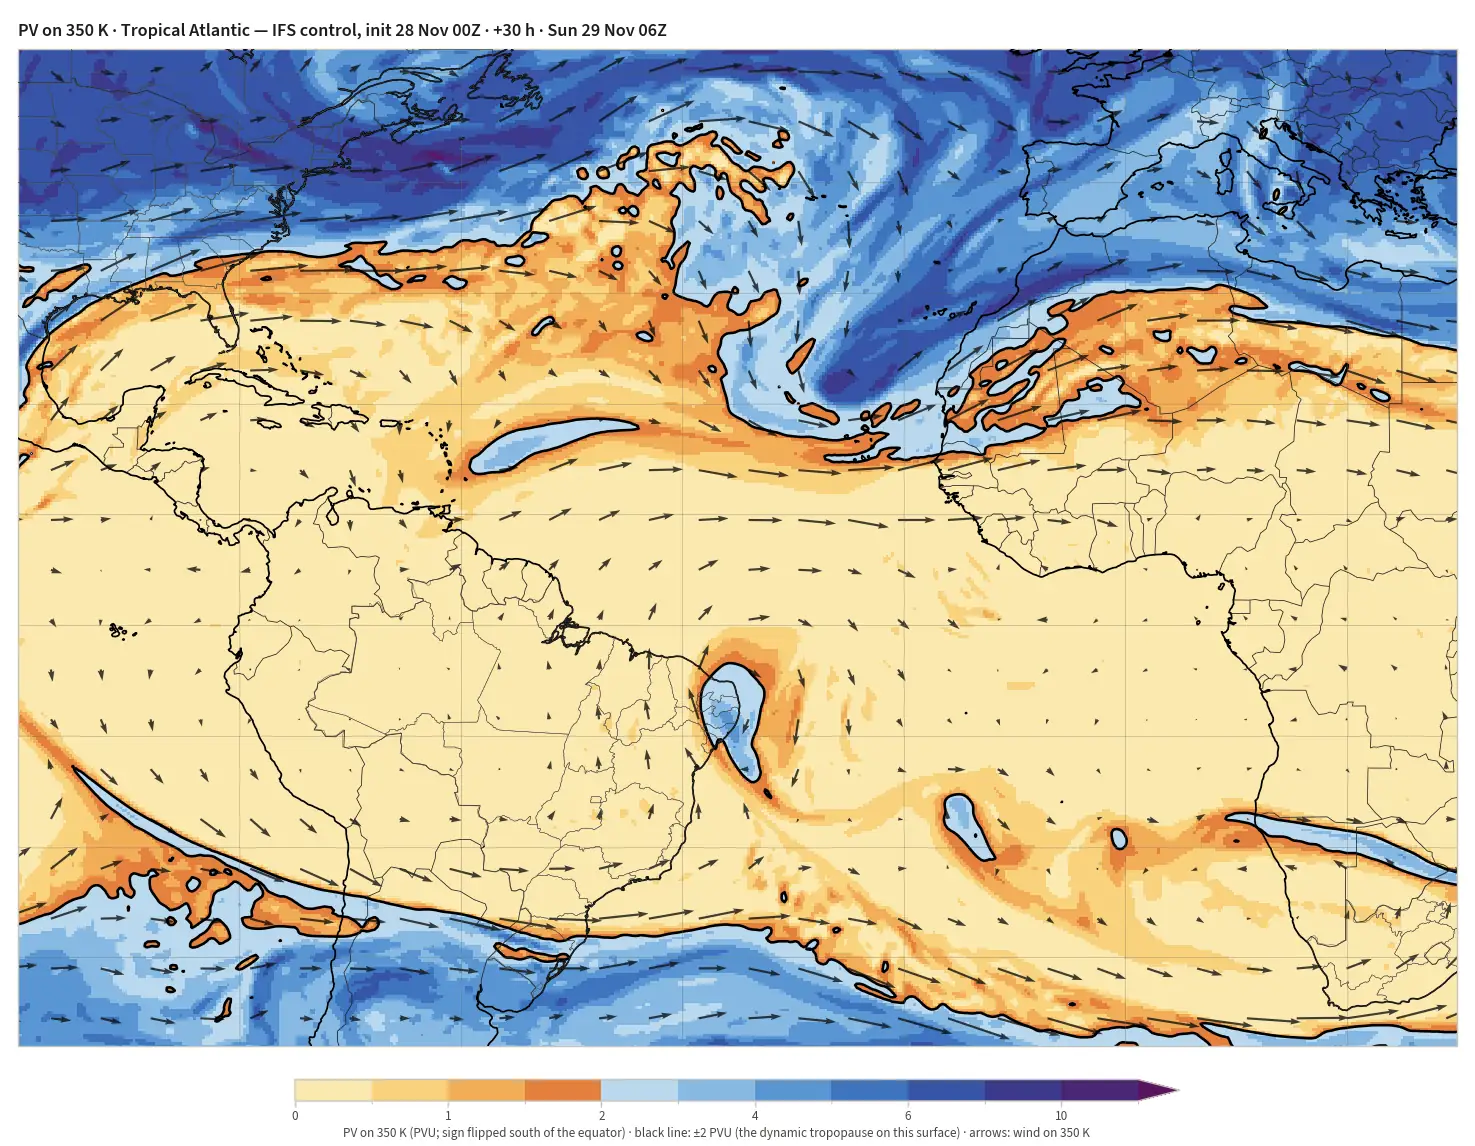 PV on 350 K · Tropical Atlantic — IFS control, init 28 Nov 00Z · +30 h · Sun 29 Nov 06Z
0 1 2 4 6 8 10
PV on 350 K (PVU; sign flipped south of the equator) · black line: ±2 PVU (the dynamic tropopause on this surface) · arrows: wind on 350 K